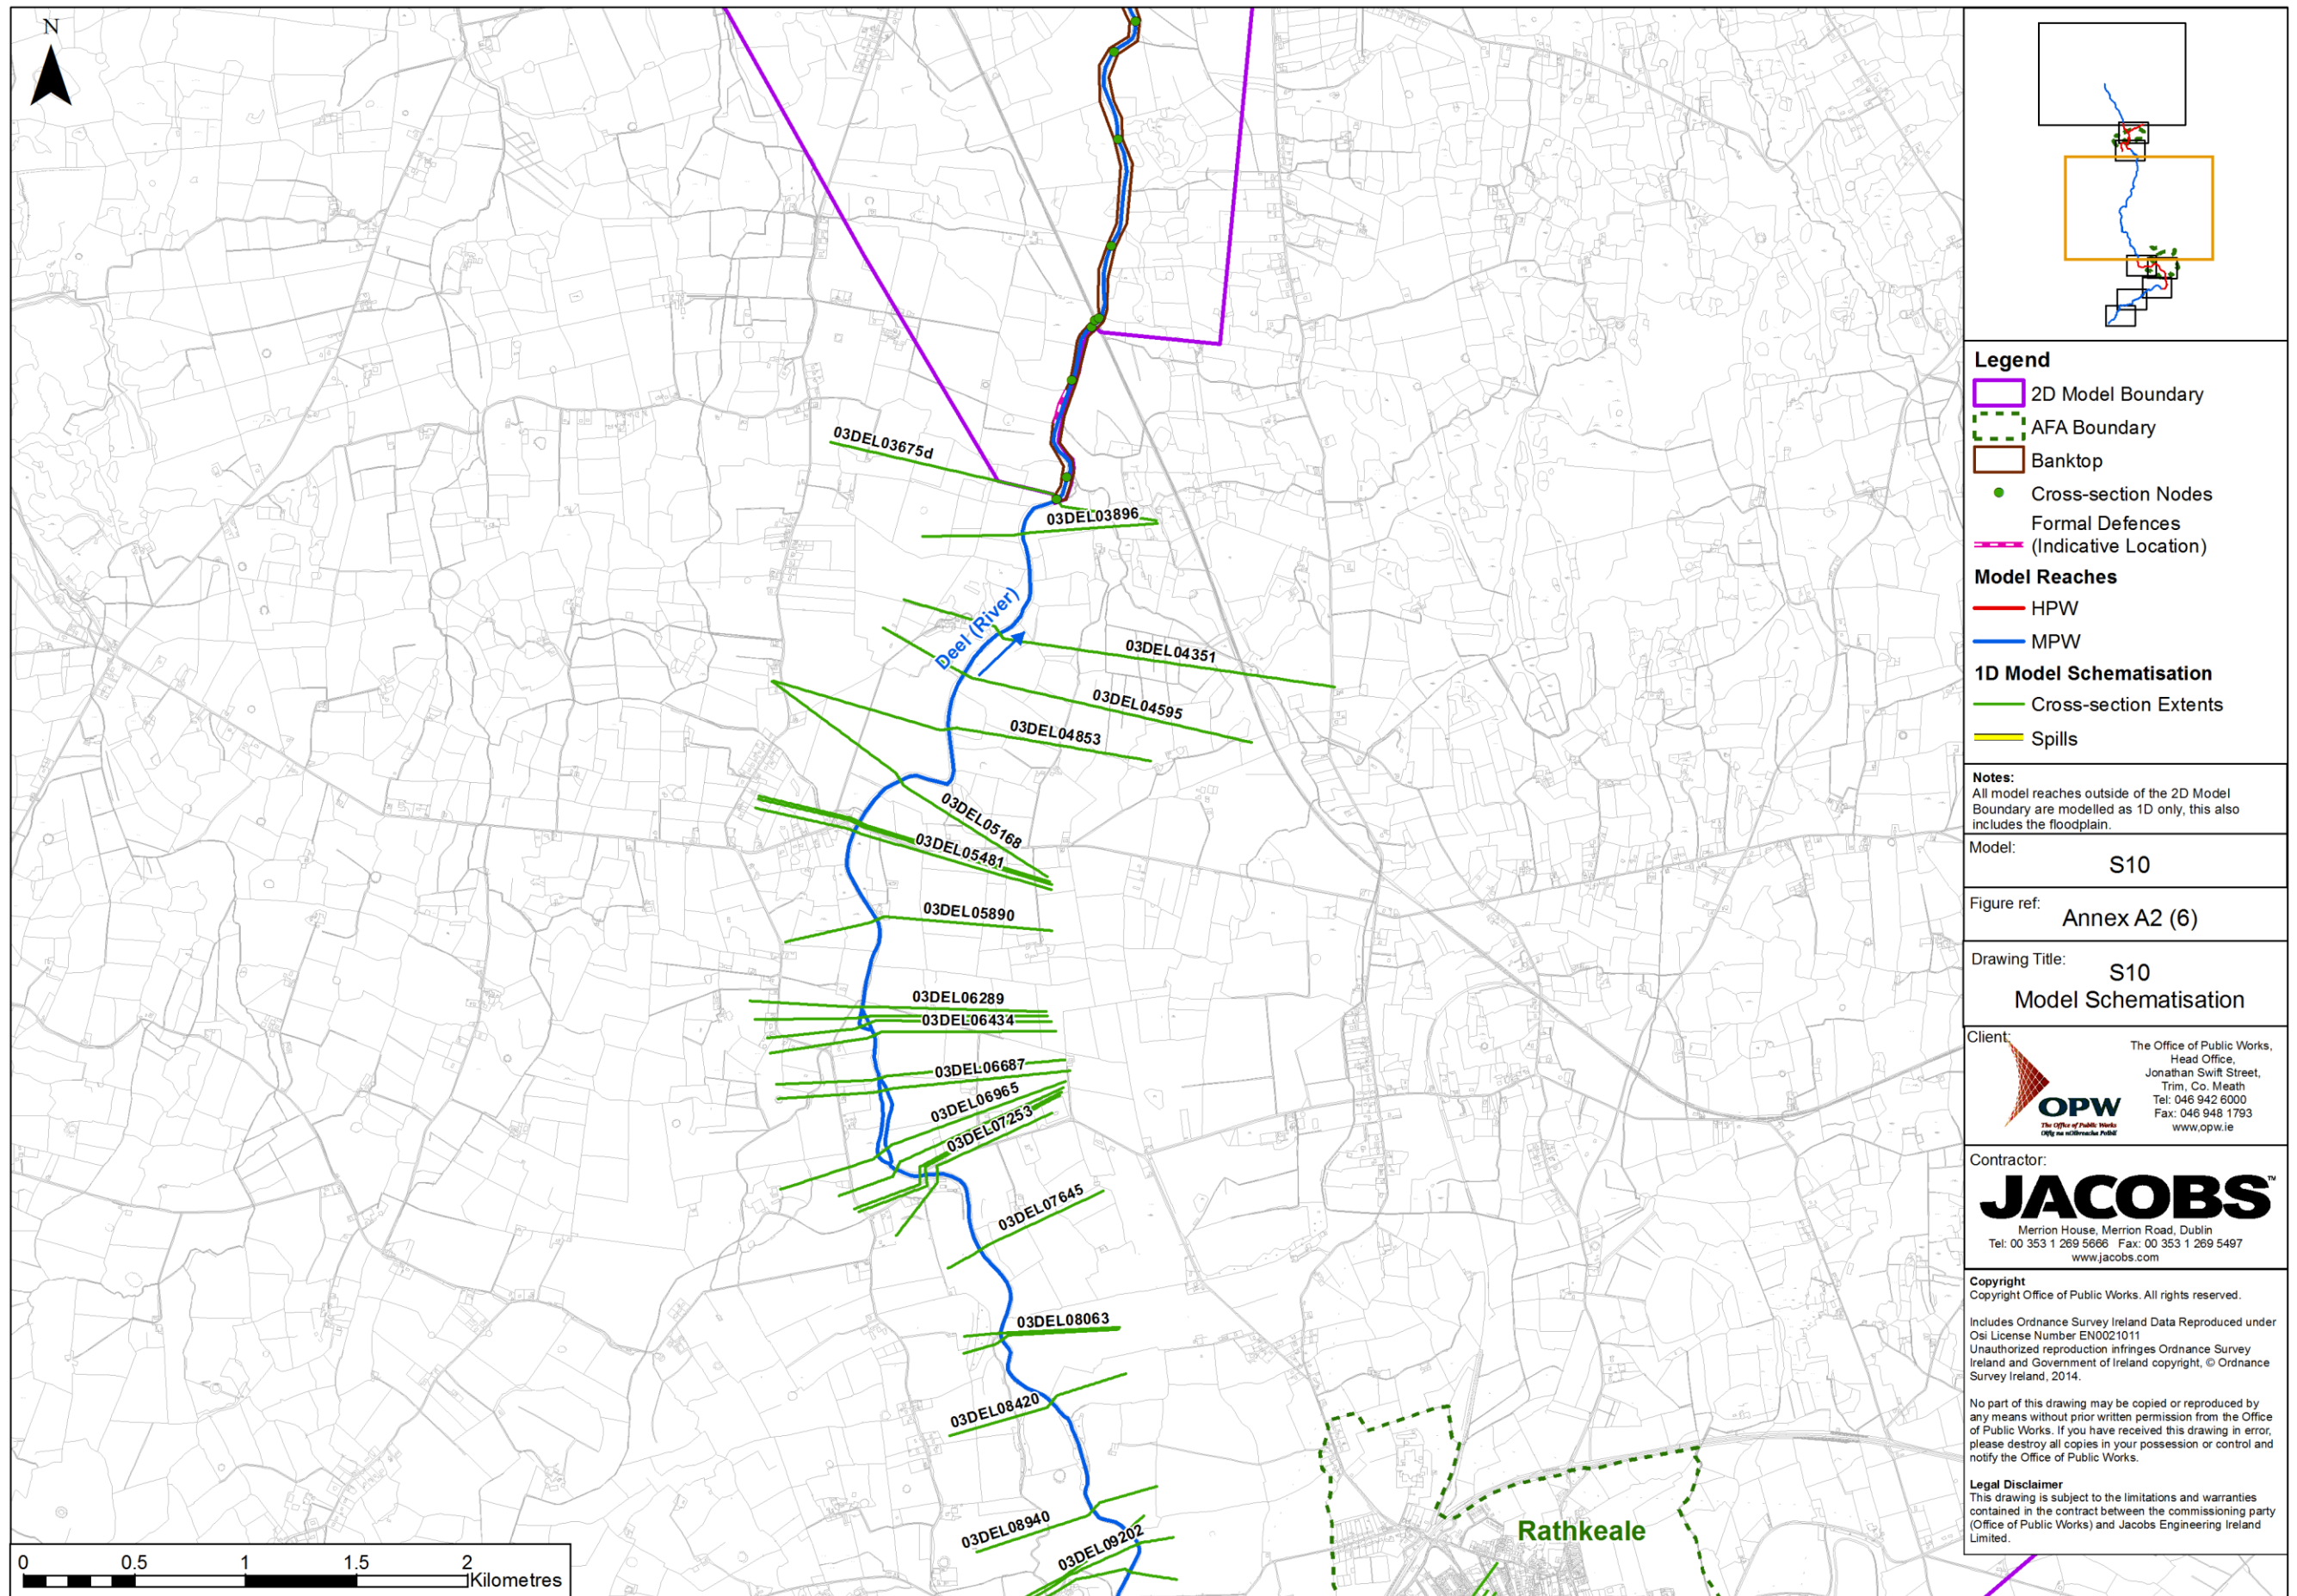 N
03DEL03675d
03DEL03896
Deel (River)
03DEL04351
03DEL04595
03DEL04853
03DEL05168
03DEL05481
03DEL05890
03DEL06289
03DEL06434
03DEL06687
03DEL06965
03DEL07253
03DEL07645
03DEL08063
03DEL08420
03DEL08940
03DEL09202
Rathkeale
0 0.5 1 1.5 2
Kilometres
Legend
2D Model Boundary
AFA Boundary
Banktop
Cross-section Nodes
Formal Defences
(Indicative Location)
Model Reaches
HPW
MPW
1D Model Schematisation
Cross-section Extents
Spills
Notes:
All model reaches outside of the 2D Model
Boundary are modelled as 1D only, this also
includes the floodplain.
Model:
S10
Figure ref:
Annex A2 (6)
Drawing Title:
S10
Model Schematisation
Client:
The Office of Public Works,
Head Office,
Jonathan Swift Street,
Trim, Co. Meath
Tel: 046 942 6000
Fax: 046 948 1793
www.opw.ie
OPW
The Office of Public Works
Oifig na nOibreacha Poiblí
Contractor:
JACOBS™
Merrion House, Merrion Road, Dublin
Tel: 00 353 1 269 5666 Fax: 00 353 1 269 5497
www.jacobs.com
Copyright
Copyright Office of Public Works. All rights reserved.
Includes Ordnance Survey Ireland Data Reproduced under
Osi License Number EN0021011
Unauthorized reproduction infringes Ordnance Survey
Ireland and Government of Ireland copyright, © Ordnance
Survey Ireland, 2014.
No part of this drawing may be copied or reproduced by
any means without prior written permission from the Office
of Public Works. If you have received this drawing in error,
please destroy all copies in your possession or control and
notify the Office of Public Works.
Legal Disclaimer
This drawing is subject to the limitations and warranties
contained in the contract between the commissioning party
(Office of Public Works) and Jacobs Engineering Ireland
Limited.